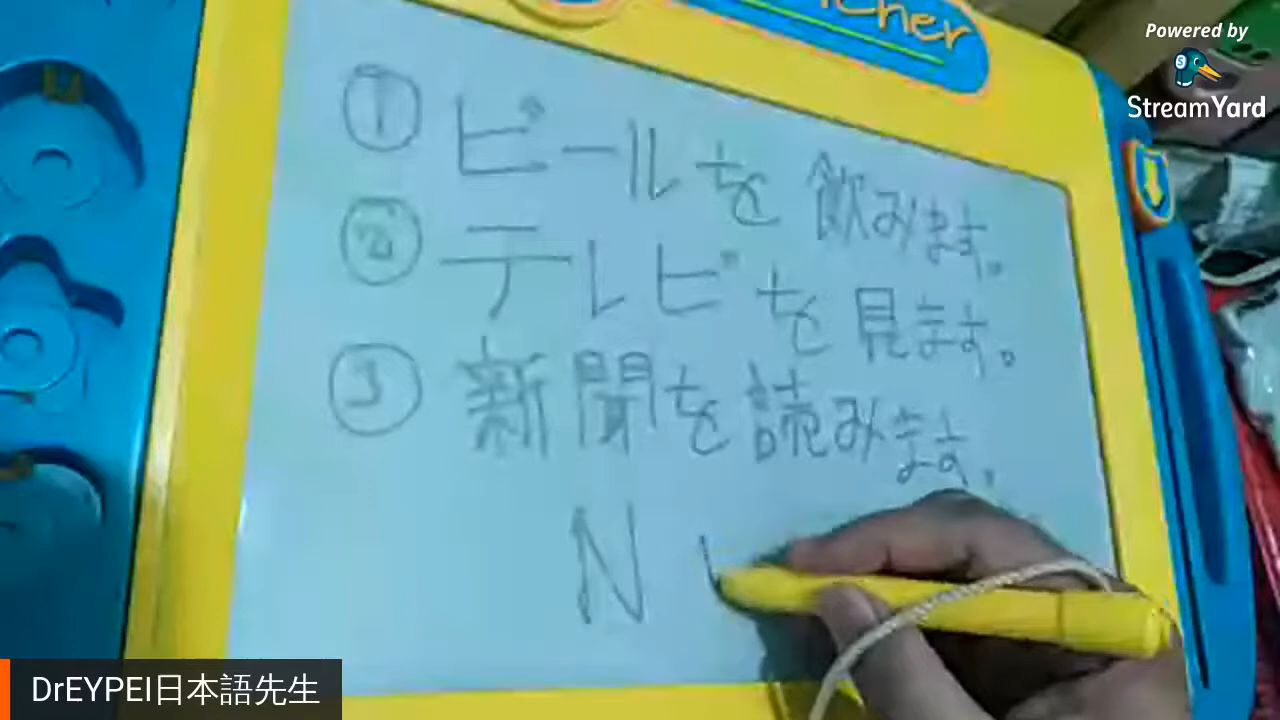 Powered by
StreamYard
① ビールを飲みます。
② テレビを見ます。
③ 新聞を読みます。
N
DrEYPEI日本語先生